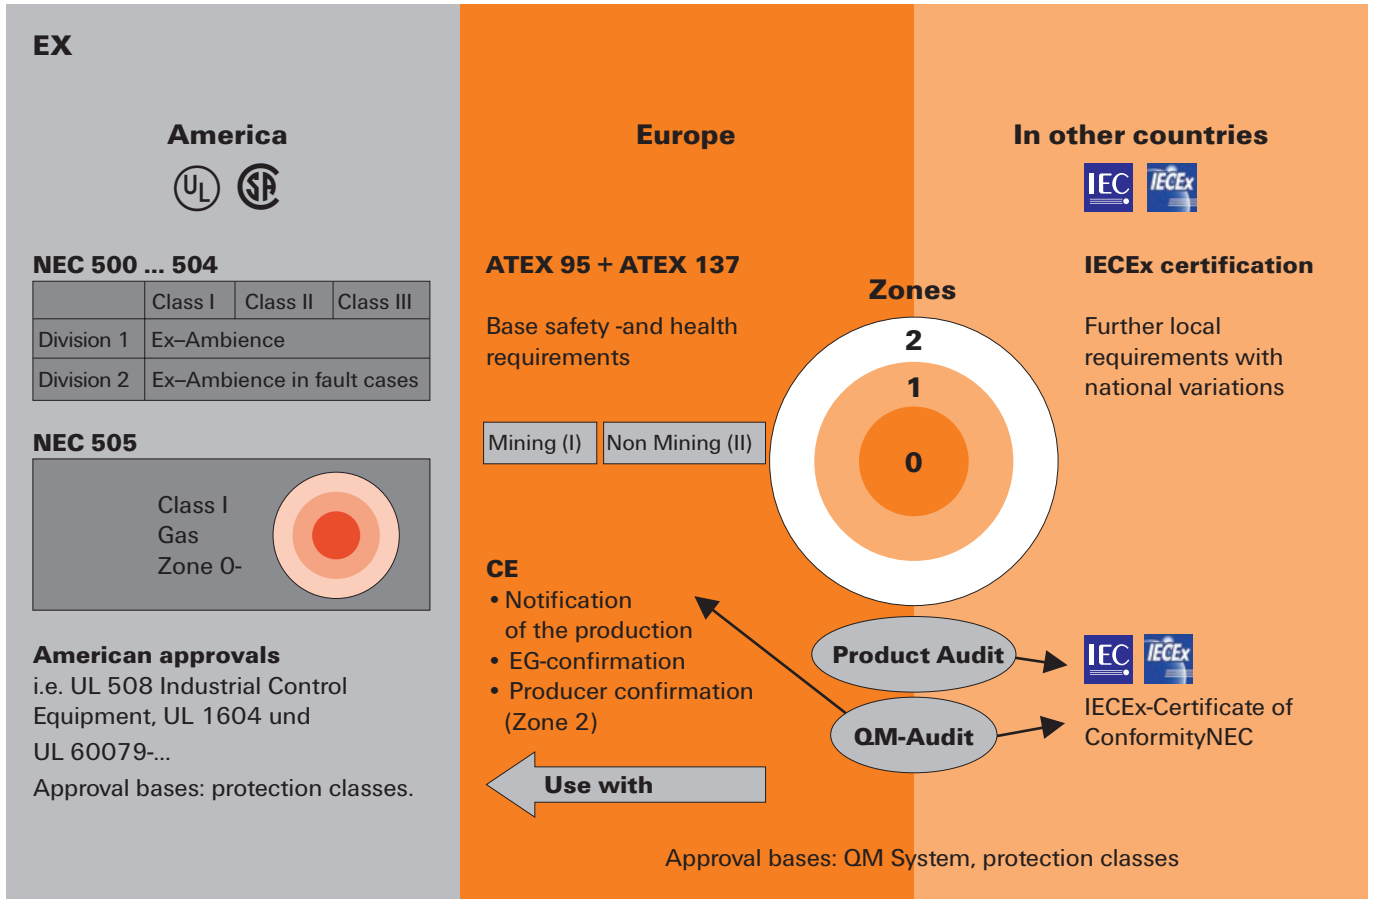 EX
America
UL
SA
NEC 500 ... 504
Class I Class II Class III
Division 1 Ex–Ambience
Division 2 Ex–Ambience in fault cases
NEC 505
Class I
Gas
Zone 0-
American approvals
i.e. UL 508 Industrial Control
Equipment, UL 1604 und
UL 60079-...
Approval bases: protection classes.
Europe
ATEX 95 + ATEX 137
Base safety -and health
requirements
Mining (I) Non Mining (II)
CE
• Notification
of the production
• EG-confirmation
• Producer confirmation
(Zone 2)
Use with
Zones
2
1
0
Product Audit
QM-Audit
In other countries
IEC IECEx
IECEx certification
Further local
requirements with
national variations
IEC IECEx
IECEx-Certificate of
ConformityNEC
Approval bases: QM System, protection classes